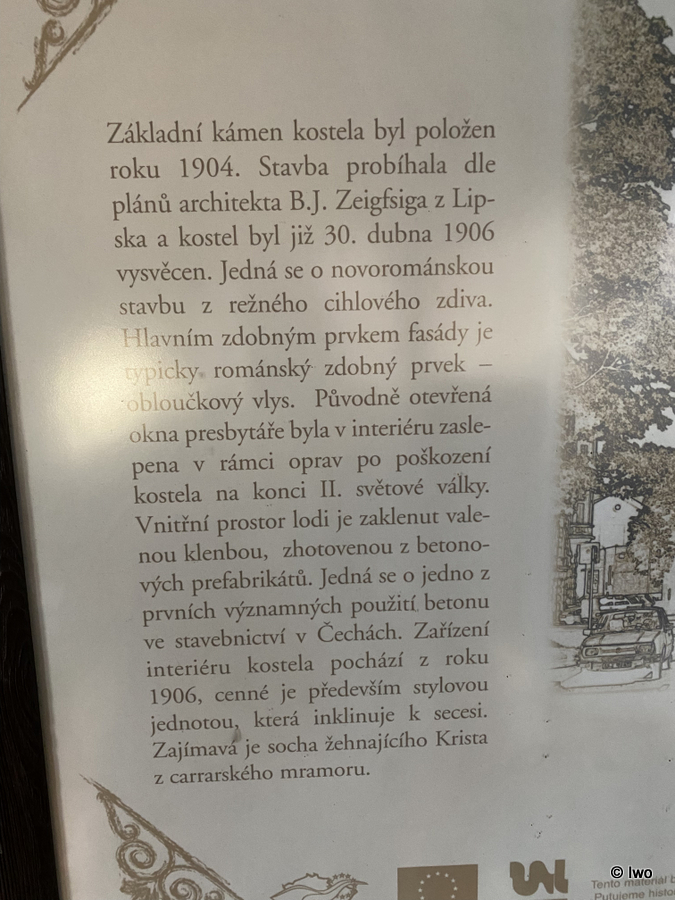 Základní kámen kostela byl položen
roku 1904. Stavba probíhala dle
plánů architekta B.J. Zeigfsiga z Lip-
ska a kostel byl již 30. dubna 1906
vysvěcen. Jedná se o novorománskou
stavbu z režného cihlového zdiva.
Hlavním zdobným prvkem fasády je
typicky románský zdobný prvek –
obloučkový vlys. Původně otevřená
okna presbytáře byla v interiéru zasle-
pena v rámci oprav po poškození
kostela na konci II. světové války.
Vnitřní prostor lodi je zaklenut vale-
nou klenbou, zhotovenou z betono-
vých prefabrikátů. Jedná se o jedno z
prvních významných použití betonu
ve stavebnictví v Čechách. Zařízení
interiéru kostela pochází z roku
1906, cenné je především stylovou
jednotou, která inklinuje k secesi.
Zajímavá je socha žehnajícího Krista
z carrarského mramoru.
Tento materiál b
Putujeme histo
© Iwo